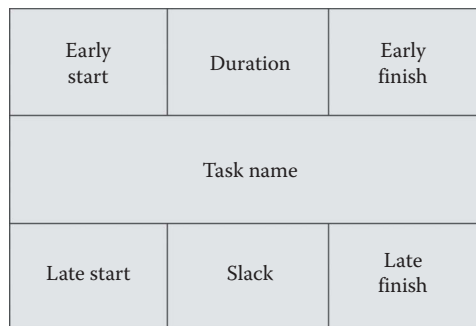 Early
start
Duration
Early
finish
Task name
Late start
Slack
Late
finish